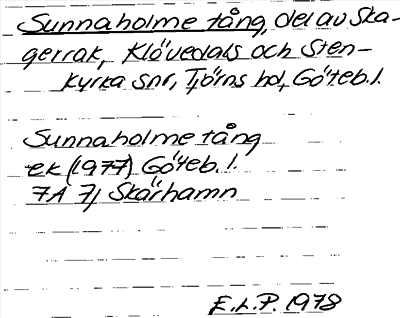 Sunnaholme tång, del av Ska-
gerrak, Klövedals och Sten-
kyrka snr, Tjörns hd, Göteb. l.
Sunnaholme tång
ek (1977) Göteb. l.
7A 7j Skärhamn
E.L.P. 1978